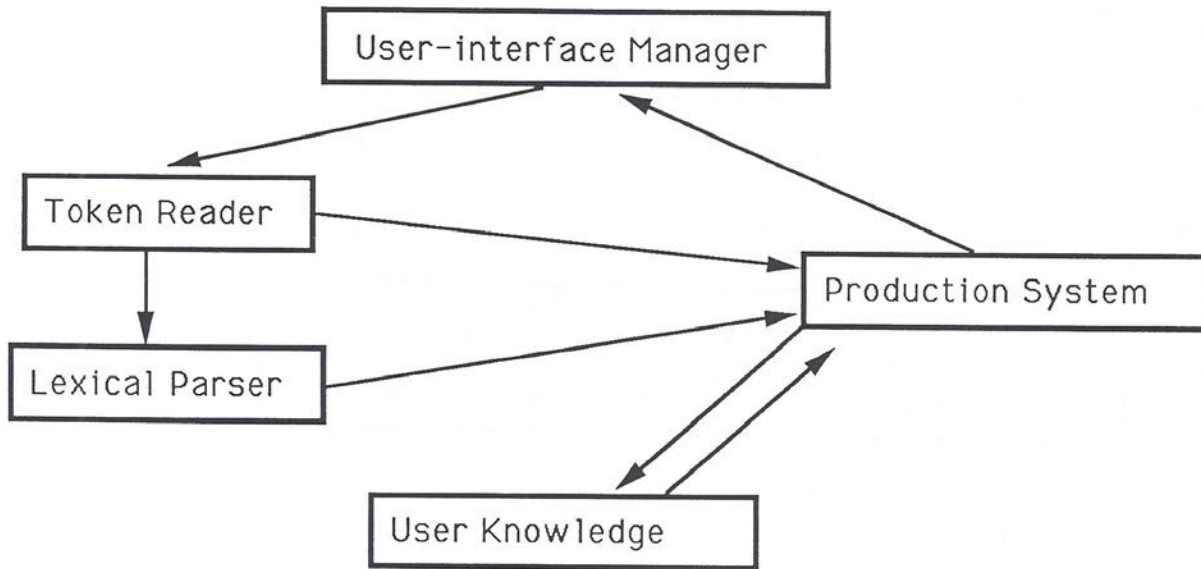 User-interface Manager
Token Reader
Production System
Lexical Parser
User Knowledge